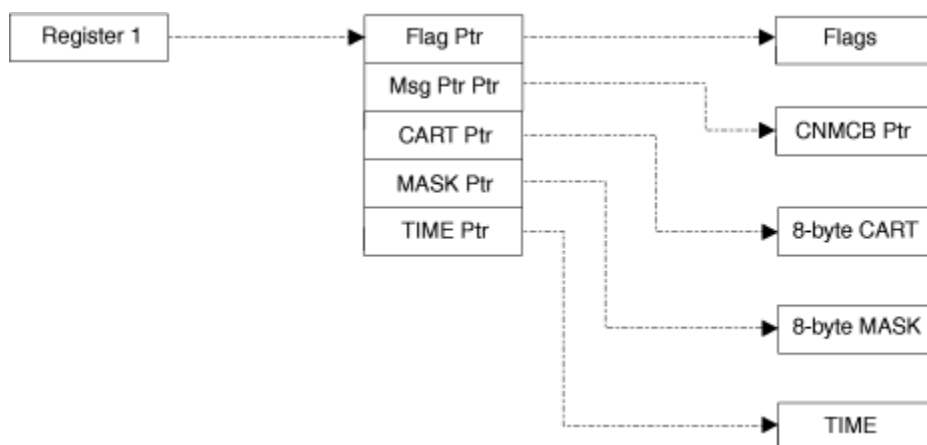 Register 1
Flag Ptr
Msg Ptr Ptr
CART Ptr
MASK Ptr
TIME Ptr
Flags
CNMCB Ptr
8-byte CART
8-byte MASK
TIME